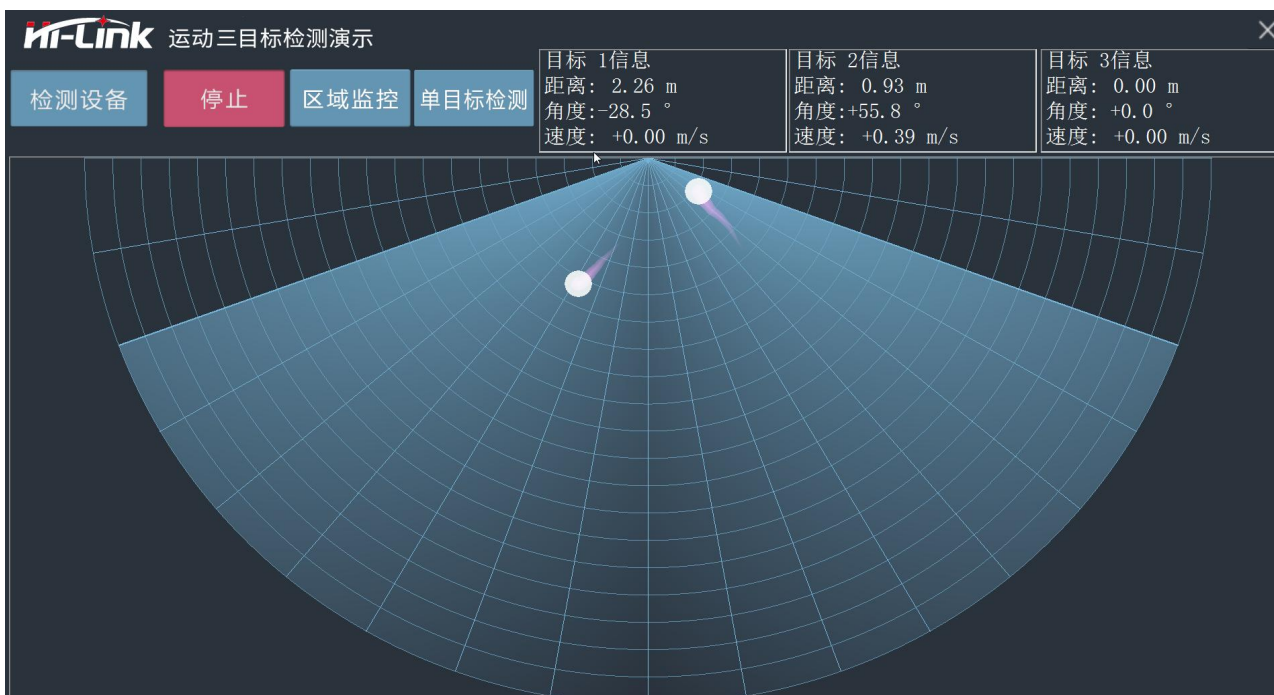 Hi-Link 运动三目标检测演示
检测设备
停止
区域监控
单目标检测
目标 1信息
距离: 2.26 m
角度:-28.5 °
速度: +0.00 m/s
目标 2信息
距离: 0.93 m
角度:+55.8 °
速度: +0.39 m/s
目标 3信息
距离: 0.00 m
角度: +0.0 °
速度: +0.00 m/s